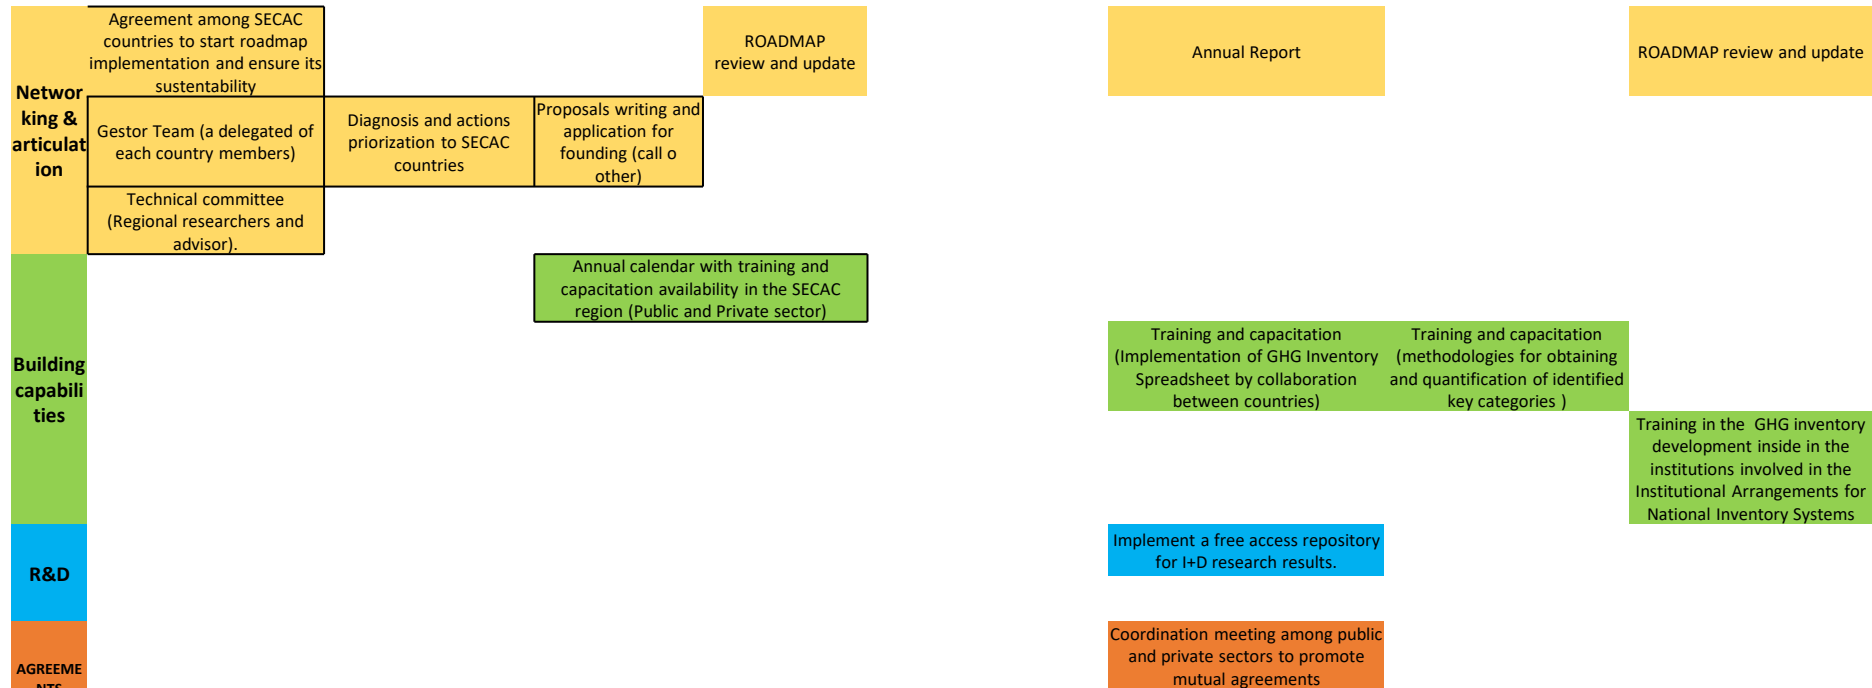 Networ
king &
articulat
ion
Agreement among SECAC
countries to start roadmap
implementation and ensure its
sustentability
ROADMAP
review and update
Annual Report
ROADMAP review and update
Gestor Team (a delegated of
each country members)
Diagnosis and actions
priorization to SECAC
countries
Proposals writing and
application for
founding (call o
other)
Technical committee
(Regional researchers and
advisor).
Building
capabili
ties
Annual calendar with training and
capacitation availability in the SECAC
region (Public and Private sector)
Training and capacitation
(Implementation of GHG Inventory
Spreadsheet by collaboration
between countries)
Training and capacitation
(methodologies for obtaining
and quantification of identified
key categories )
Training in the GHG inventory
development inside in the
institutions involved in the
Institutional Arrangements for
National Inventory Systems
R&D
Implement a free access repository
for I+D research results.
AGREEME
NTS
Coordination meeting among public
and private sectors to promote
mutual agreements